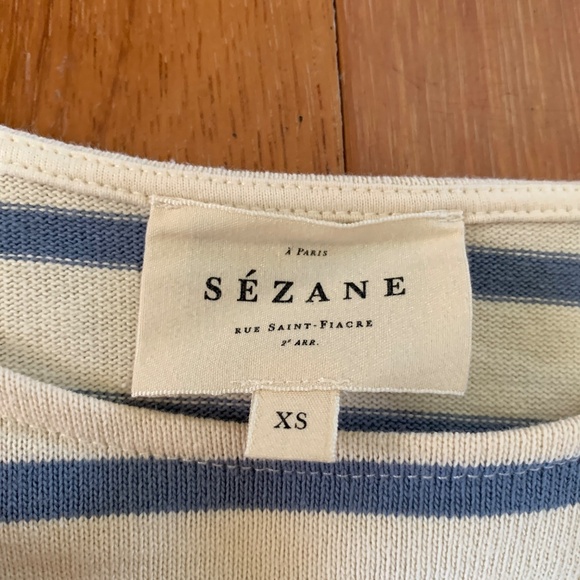 À PARIS
SÉZANE
RUE SAINT-FIACRE
2e ARR.
XS